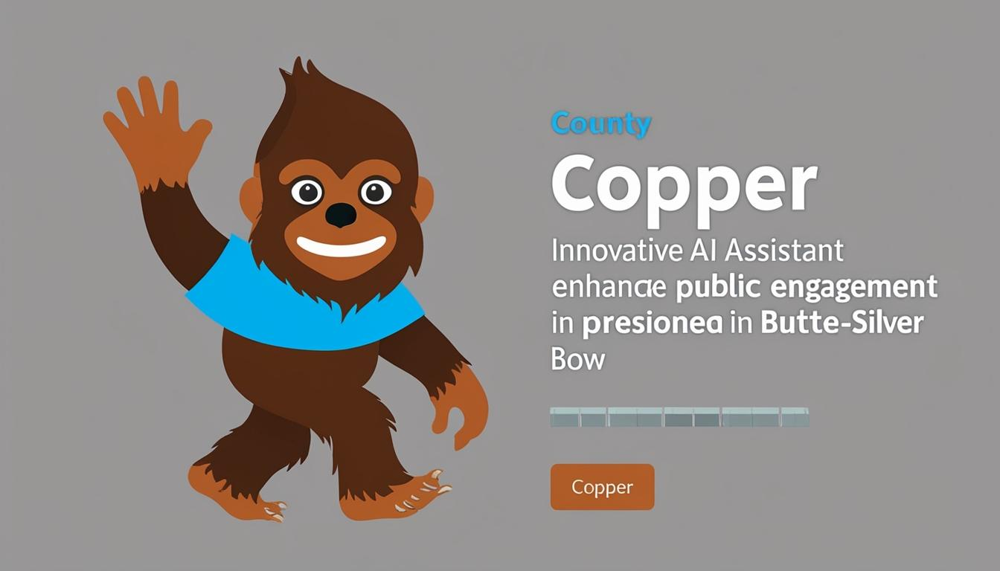 County
Copper
Innovative AI Assistant
enhance public engagement
in presionea in Butte-Silver
Bow
Copper